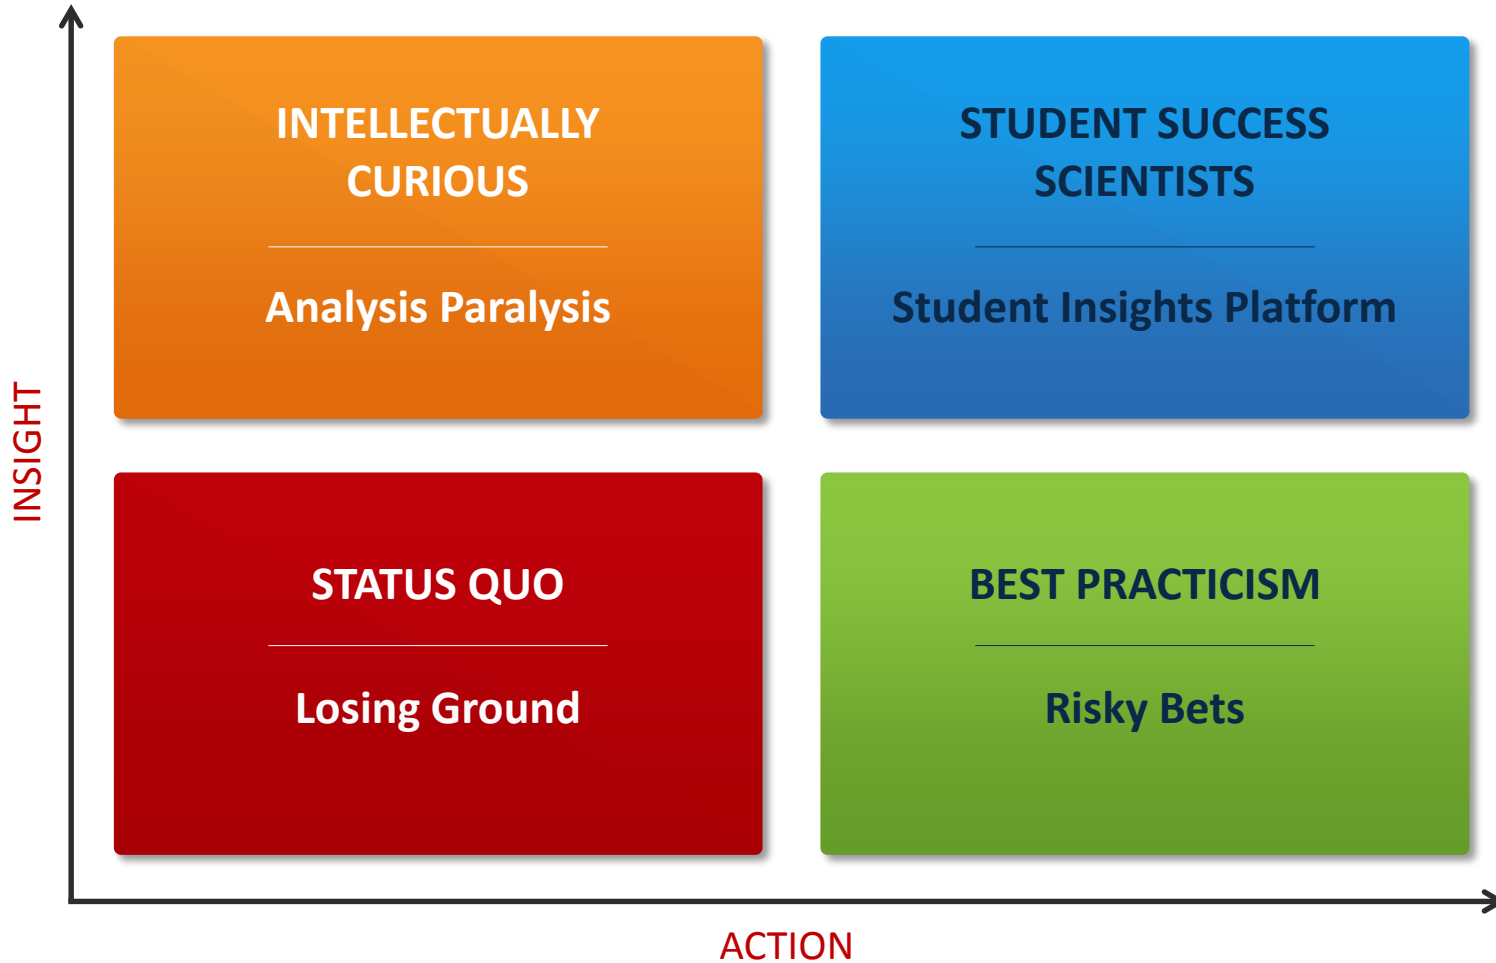 INTELLECTUALLY
CURIOUS
Analysis Paralysis
STUDENT SUCCESS
SCIENTISTS
Student Insights Platform
INSIGHT
STATUS QUO
Losing Ground
BEST PRACTICISM
Risky Bets
ACTION